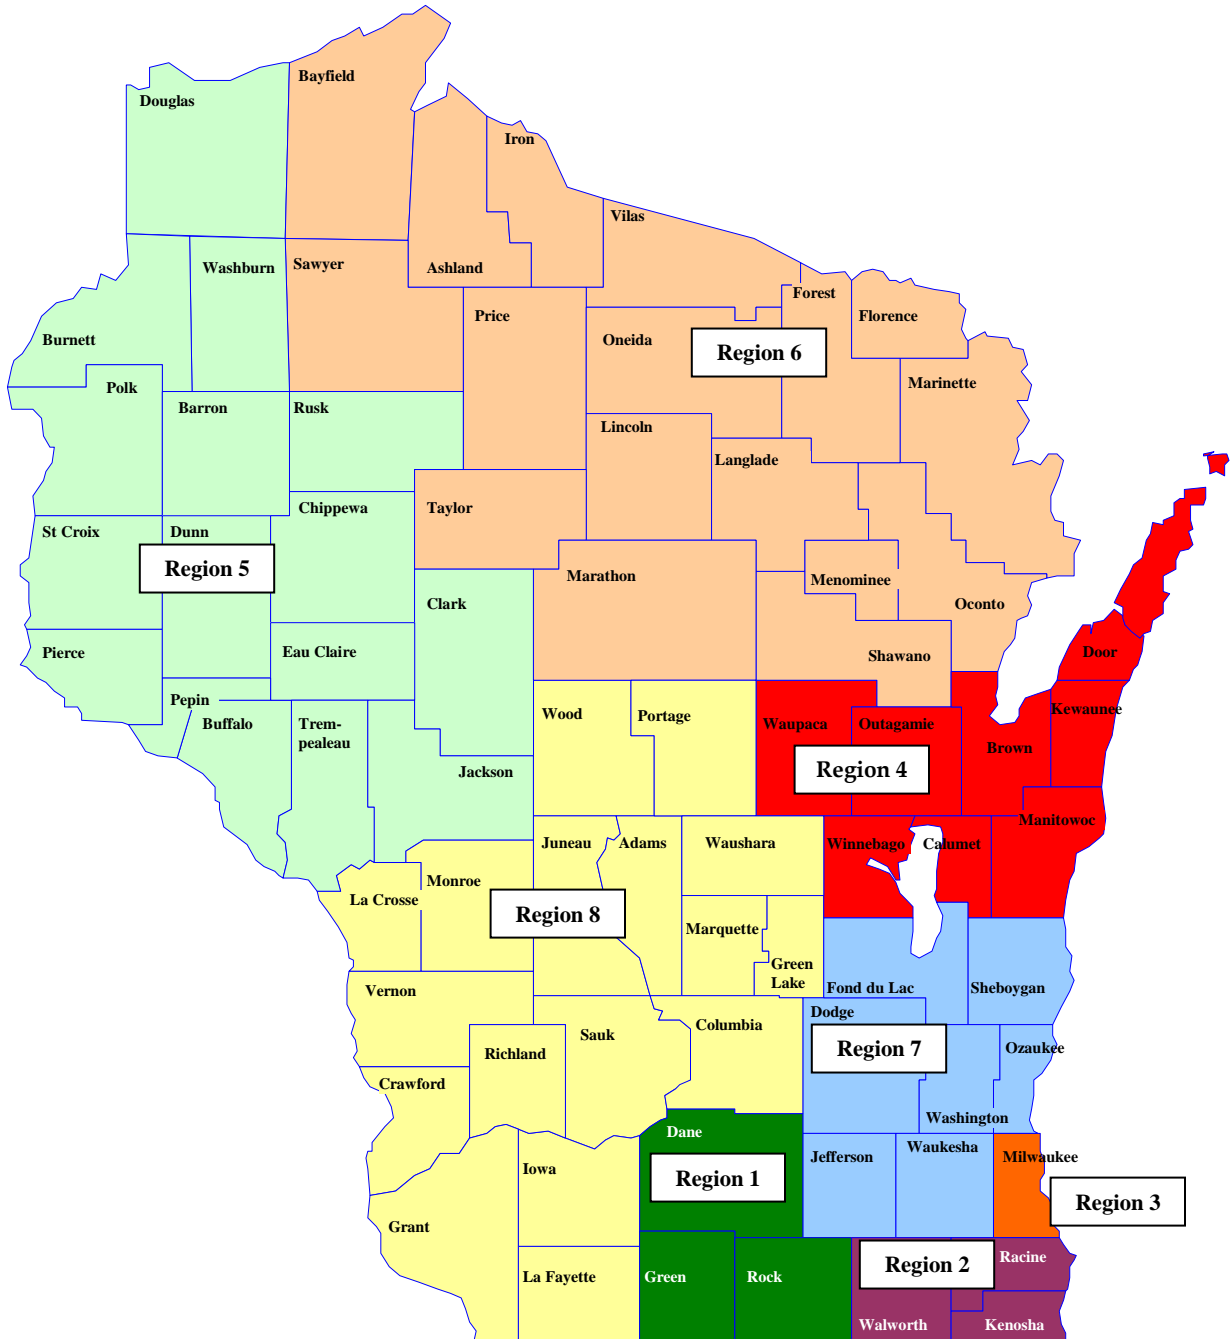 Bayfield
Douglas
Iron
Vilas
Washburn
Sawyer
Ashland
Forest
Florence
Price
Burnett
Oneida
Region 6
Polk
Marinette
Barron
Rusk
Lincoln
Langlade
Chippewa
Taylor
St Croix
Dunn
Region 5
Marathon
Menominee
Clark
Oconto
Pierce
Eau Claire
Shawano
Door
Pepin
Buffalo
Trem-
pealeau
Wood
Portage
Waupaca
Outagamie
Kewaunee
Brown
Region 4
Jackson
Manitowoc
Juneau
Adams
Waushara
Winnebago
Calumet
Monroe
La Crosse
Region 8
Marquette
Green
Lake
Vernon
Fond du Lac
Sheboygan
Dodge
Columbia
Sauk
Region 7
Ozaukee
Richland
Crawford
Washington
Dane
Waukesha
Jefferson
Milwaukee
Iowa
Region 1
Region 3
Grant
Racine
Region 2
La Fayette
Green
Rock
Walworth
Kenosha